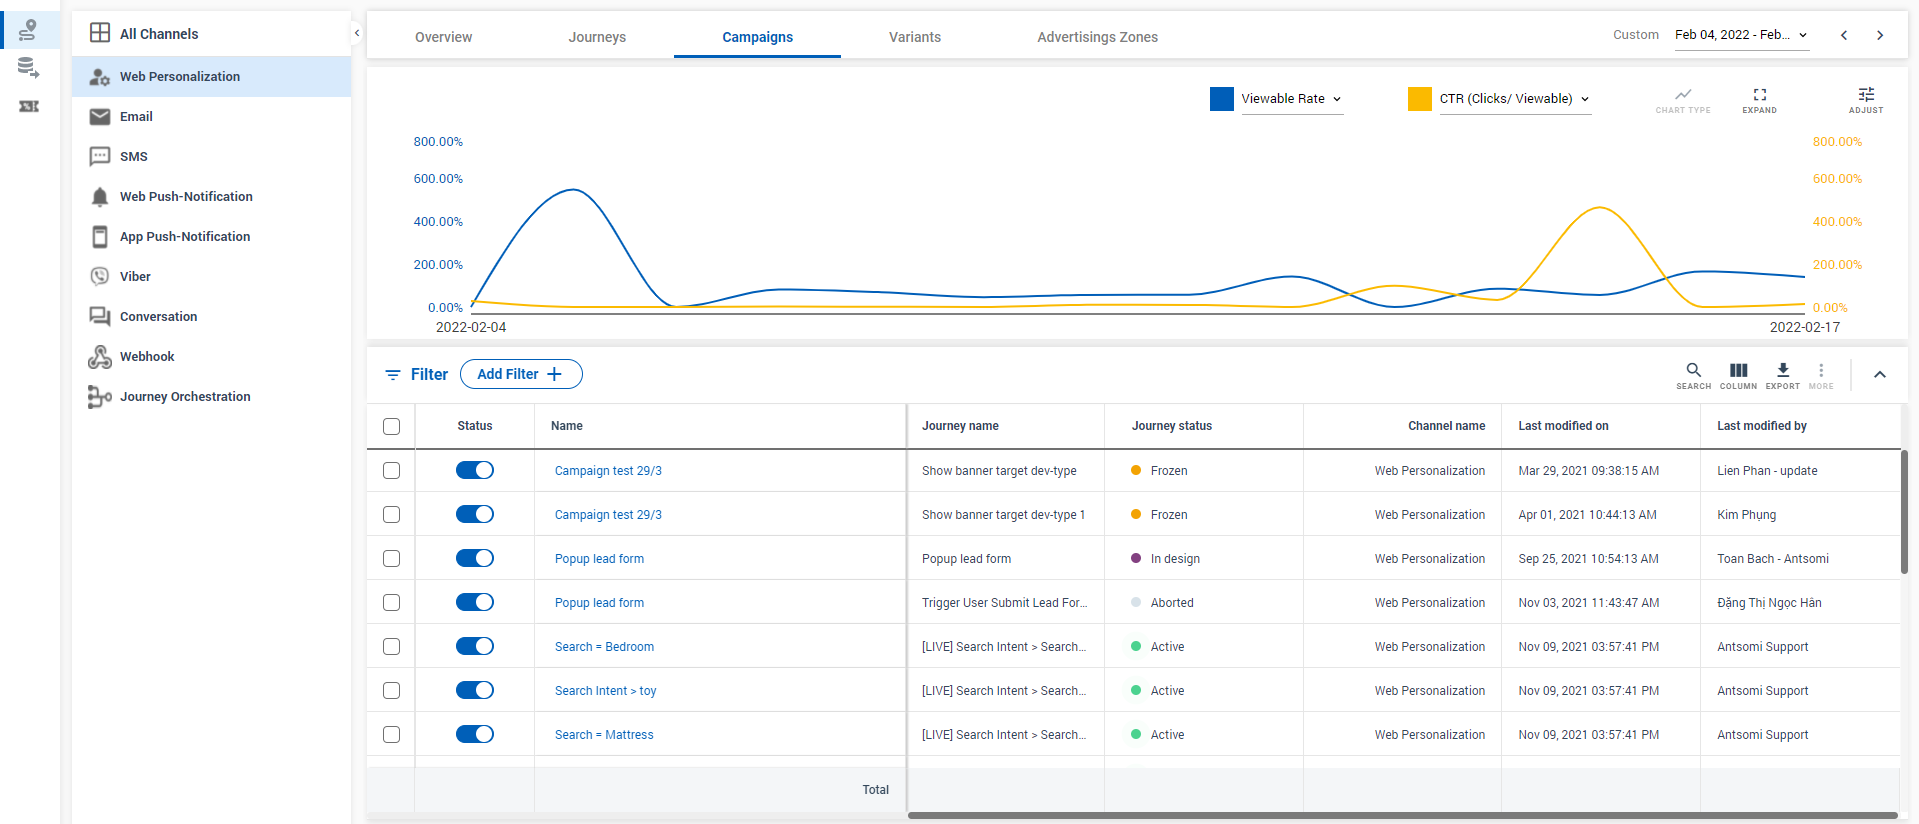 All Channels
Web Personalization
Email
SMS
Web Push-Notification
App Push-Notification
Viber
Conversation
Webhook
Journey Orchestration
Overview Journeys Campaigns Variants Advertisings Zones Custom Feb 04, 2022 - Feb...
Viewable Rate CTR (Clicks/ Viewable) CHART TYPE EXPAND ADJUST
800.00% 800.00%
600.00% 600.00%
400.00% 400.00%
200.00% 200.00%
0.00% 0.00%
2022-02-04 2022-02-17
Filter Add Filter SEARCH COLUMN EXPORT MORE
Status Name Journey name Journey status Channel name Last modified on Last modified by
Campaign test 29/3 Show banner target dev-type Frozen Web Personalization Mar 29, 2021 09:38:15 AM Lien Phan - update
Campaign test 29/3 Show banner target dev-type 1 Frozen Web Personalization Apr 01, 2021 10:44:13 AM Kim Phụng
Popup lead form Popup lead form In design Web Personalization Sep 25, 2021 10:54:13 AM Toan Bach - Antsomi
Popup lead form Trigger User Submit Lead For... Aborted Web Personalization Nov 03, 2021 11:43:47 AM Đặng Thị Ngọc Hân
Search = Bedroom [LIVE] Search Intent > Search... Active Web Personalization Nov 09, 2021 03:57:41 PM Antsomi Support
Search Intent > toy [LIVE] Search Intent > Search... Active Web Personalization Nov 09, 2021 03:57:41 PM Antsomi Support
Search = Mattress [LIVE] Search Intent > Search... Active Web Personalization Nov 09, 2021 03:57:41 PM Antsomi Support
Total